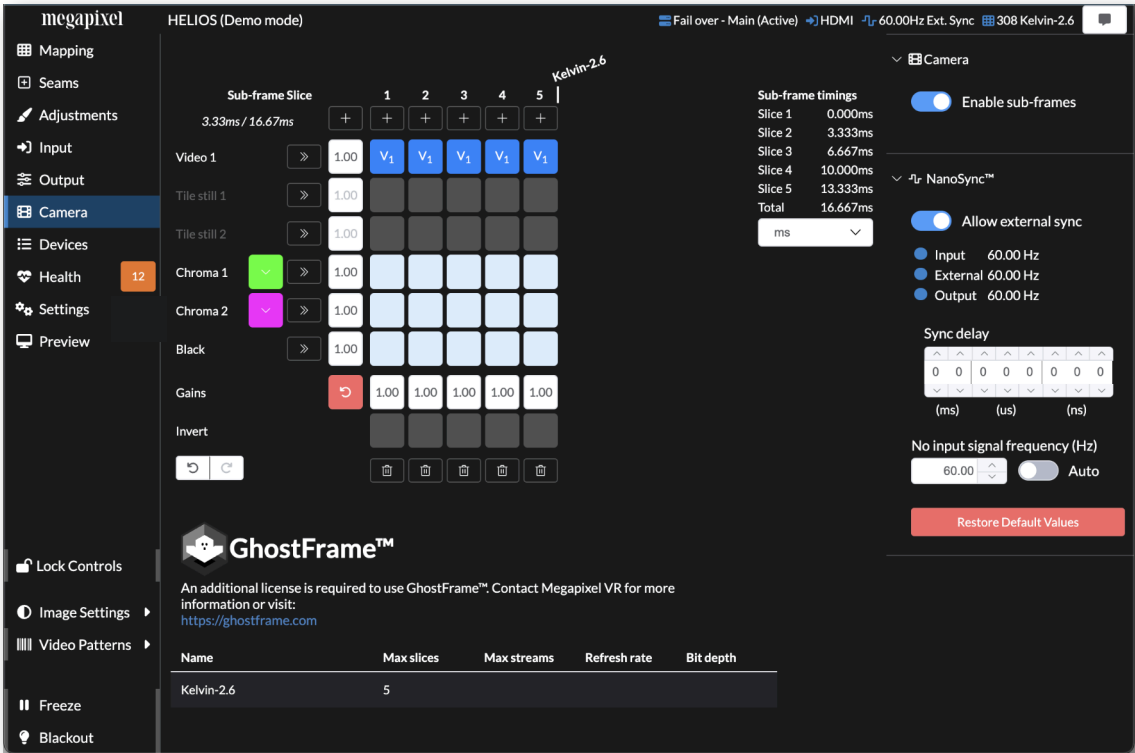 megapixel HELIOS (Demo mode) Fail over - Main (Active) HDMI 60.00Hz Ext. Sync 308 Kelvin-2.6
Mapping
Seams
Adjustments
Input
Output
Camera
Devices
Health 12
Settings
Preview
Lock Controls
Image Settings
Video Patterns
Freeze
Blackout
Kelvin-2.6
Sub-frame Slice 1 2 3 4 5
3.33ms / 16.67ms + + + + + +
Video 1 1.00 V1 V1 V1 V1 V1
Tile still 1 1.00
Tile still 2 1.00
Chroma 1 1.00
Chroma 2 1.00
Black 1.00
Gains 1.00 1.00 1.00 1.00 1.00
Invert
Sub-frame timings
Slice 1 0.000ms
Slice 2 3.333ms
Slice 3 6.667ms
Slice 4 10.000ms
Slice 5 13.333ms
Total 16.667ms
ms
GhostFrame™
An additional license is required to use GhostFrame™. Contact Megapixel VR for more
information or visit:
https://ghostframe.com
Name Max slices Max streams Refresh rate Bit depth
Kelvin-2.6 5
Camera
Enable sub-frames
NanoSync™
Allow external sync
Input 60.00 Hz
External 60.00 Hz
Output 60.00 Hz
Sync delay
0 0 0 0 0 0 0 0
(ms) (us) (ns)
No input signal frequency (Hz)
60.00 Auto
Restore Default Values